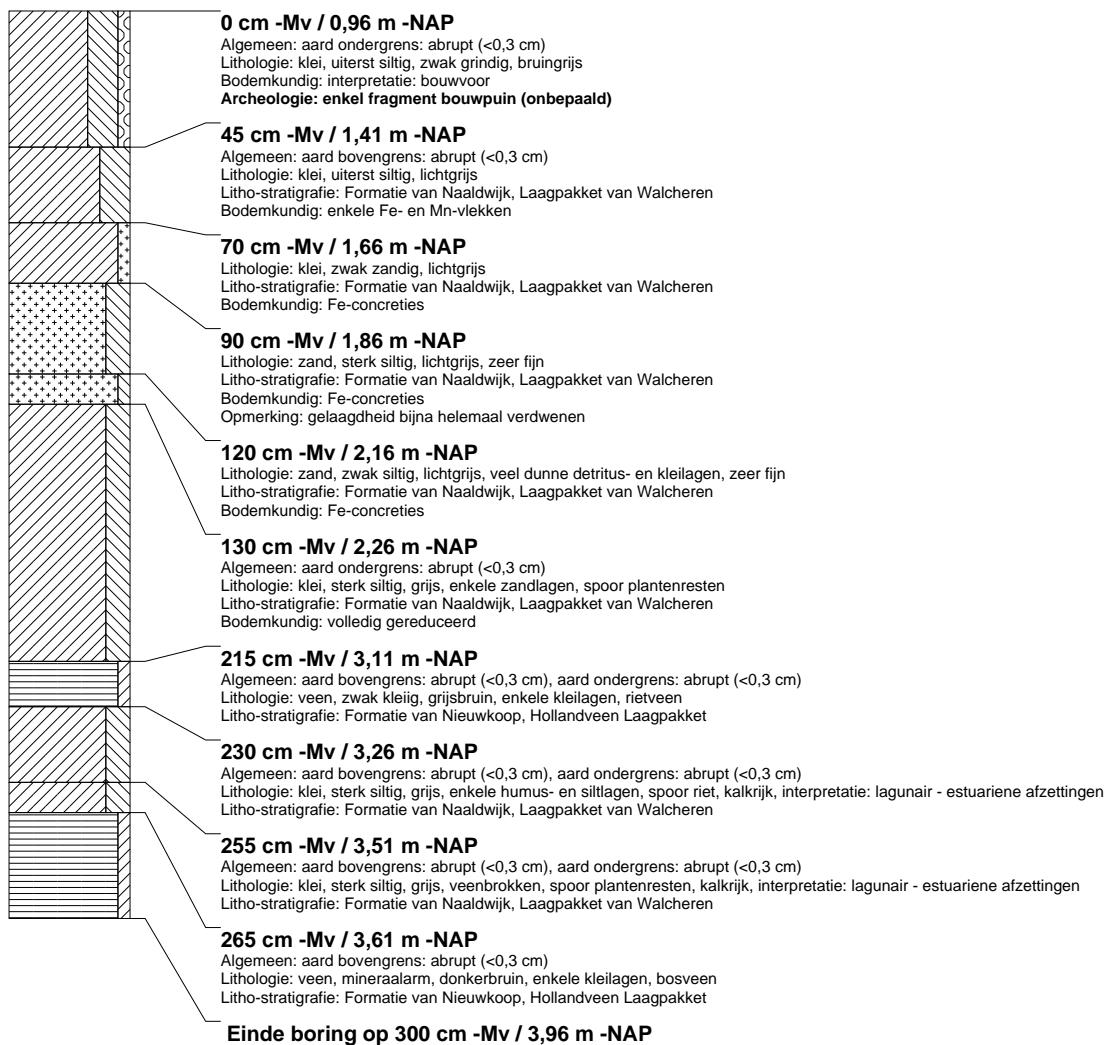 0 cm -Mv / 0,96 m -NAP
Algemeen: aard ondergrens: abrupt (<0,3 cm)
Lithologie: klei, uiterst siltig, zwak grindig, bruingrijs
Bodemkundig: interpretatie: bouwvoor
Archeologie: enkel fragment bouwpuin (onbepaald)
45 cm -Mv / 1,41 m -NAP
Algemeen: aard bovengrens: abrupt (<0,3 cm)
Lithologie: klei, uiterst siltig, lichtgrijs
Litho-stratigrafie: Formatie van Naaldwijk, Laagpakket van Walcheren
Bodemkundig: enkele Fe- en Mn-vlekken
70 cm -Mv / 1,66 m -NAP
Lithologie: klei, zwak zandig, lichtgrijs
Litho-stratigrafie: Formatie van Naaldwijk, Laagpakket van Walcheren
Bodemkundig: Fe-concreties
90 cm -Mv / 1,86 m -NAP
Lithologie: zand, sterk siltig, lichtgrijs, zeer fijn
Litho-stratigrafie: Formatie van Naaldwijk, Laagpakket van Walcheren
Bodemkundig: Fe-concreties
Opmerking: gelaagdheid bijna helemaal verdwenen
120 cm -Mv / 2,16 m -NAP
Lithologie: zand, zwak siltig, lichtgrijs, veel dunne detritus- en kleilagen, zeer fijn
Litho-stratigrafie: Formatie van Naaldwijk, Laagpakket van Walcheren
Bodemkundig: Fe-concreties
130 cm -Mv / 2,26 m -NAP
Algemeen: aard ondergrens: abrupt (<0,3 cm)
Lithologie: klei, sterk siltig, grijs, enkele zandlagen, spoor plantenresten
Litho-stratigrafie: Formatie van Naaldwijk, Laagpakket van Walcheren
Bodemkundig: volledig gereduceerd
215 cm -Mv / 3,11 m -NAP
Algemeen: aard bovengrens: abrupt (<0,3 cm), aard ondergrens: abrupt (<0,3 cm)
Lithologie: veen, zwak kleiig, grijsbruin, enkele kleilagen, rietveen
Litho-stratigrafie: Formatie van Nieuwkoop, Hollandveen Laagpakket
230 cm -Mv / 3,26 m -NAP
Algemeen: aard bovengrens: abrupt (<0,3 cm), aard ondergrens: abrupt (<0,3 cm)
Lithologie: klei, sterk siltig, grijs, enkele humus- en siltlagen, spoor riet, kalkrijk, interpretatie: lagunair - estuariene afzettingen
Litho-stratigrafie: Formatie van Naaldwijk, Laagpakket van Walcheren
255 cm -Mv / 3,51 m -NAP
Algemeen: aard bovengrens: abrupt (<0,3 cm), aard ondergrens: abrupt (<0,3 cm)
Lithologie: klei, sterk siltig, grijs, veenbrokken, spoor plantenresten, kalkrijk, interpretatie: lagunair - estuariene afzettingen
Litho-stratigrafie: Formatie van Naaldwijk, Laagpakket van Walcheren
265 cm -Mv / 3,61 m -NAP
Algemeen: aard bovengrens: abrupt (<0,3 cm)
Lithologie: veen, mineraalarm, donkerbruin, enkele kleilagen, bosveen
Litho-stratigrafie: Formatie van Nieuwkoop, Hollandveen Laagpakket
Einde boring op 300 cm -Mv / 3,96 m -NAP